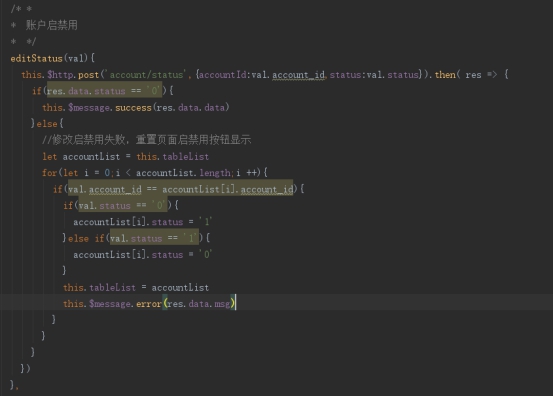 /* *
* 账户启禁用
* */
editStatus(val){
this.$http.post('account/status',{accountId:val.account_id,status:val.status}).then( res => {
if(res.data.status == '0'){
this.$message.success(res.data.data)
}else{
//修改启禁用失败，重置页面启禁用按钮显示
let accountList = this.tableList
for(let i = 0;i < accountList.length;i ++){
if(val.account_id == accountList[i].account_id){
if(val.status == '0'){
accountList[i].status = '1'
}else if(val.status == '1'){
accountList[i].status = '0'
}
this.tableList = accountList
this.$message.error(res.data.msg)
}
}
}
})
},